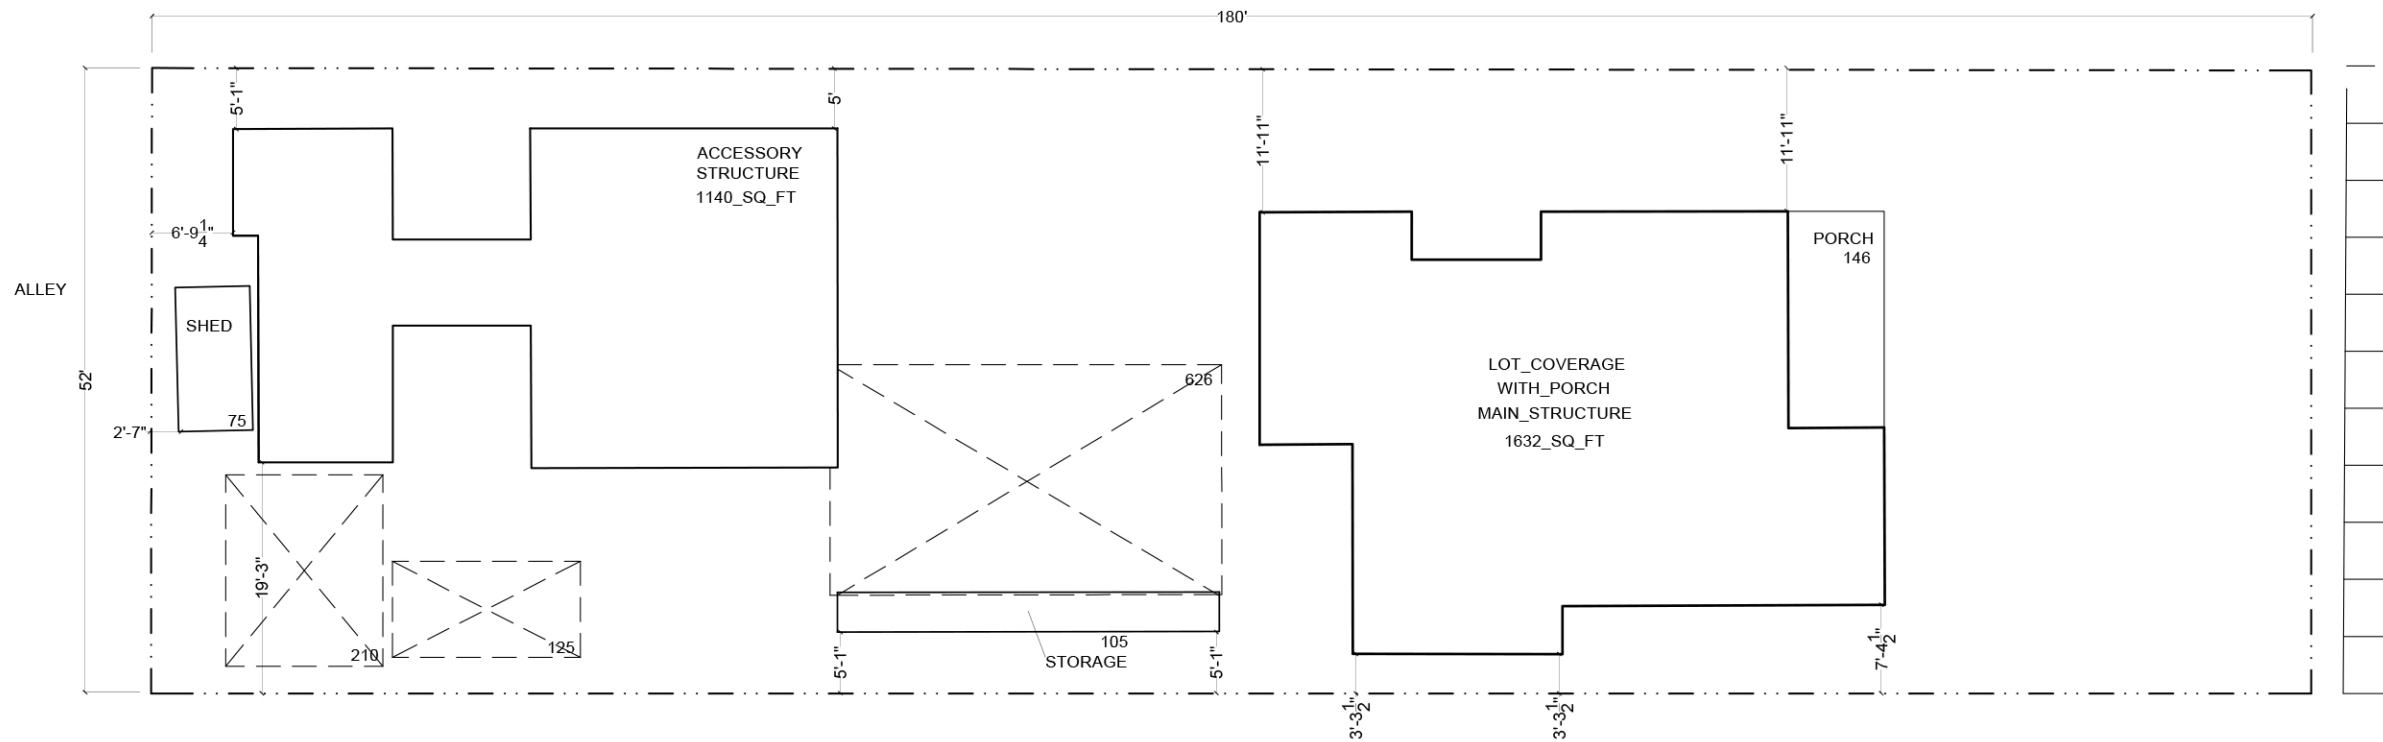 180'
5'-1"
5'
11'-11"
11'-11"
ACCESSORY
STRUCTURE
1140_SQ_FT
6'-9 1/4"
PORCH
146
ALLEY
SHED
75
2'-7"
52'
626
LOT_COVERAGE
WITH_PORCH
MAIN_STRUCTURE
1632_SQ_FT
19'-3"
210
125
105
STORAGE
5'-1"
5'-1"
7'-4 1/2"
3'-3 1/2"
3'-3 1/2"